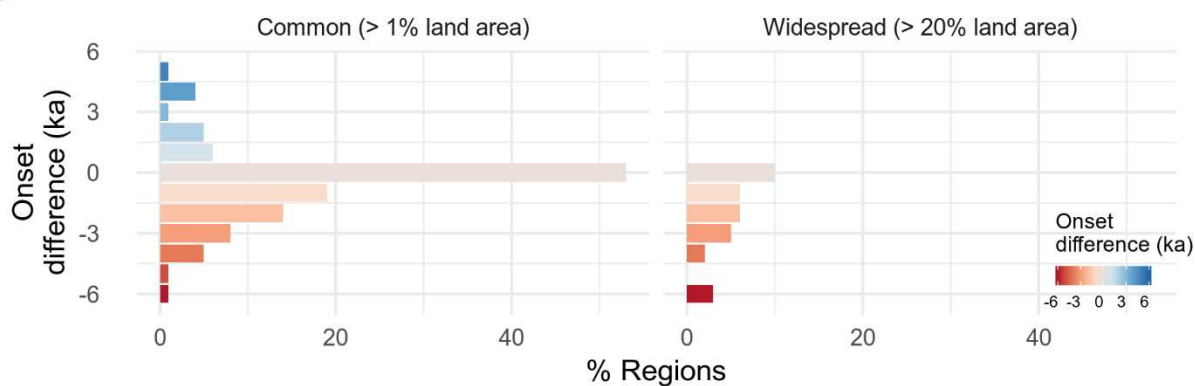 Common (> 1% land area)
Widespread (> 20% land area)
Onset
difference (ka)
6
3
0
-3
-6
0
20
40
0
20
40
% Regions
Onset
difference (ka)
-6 -3 0 3 6